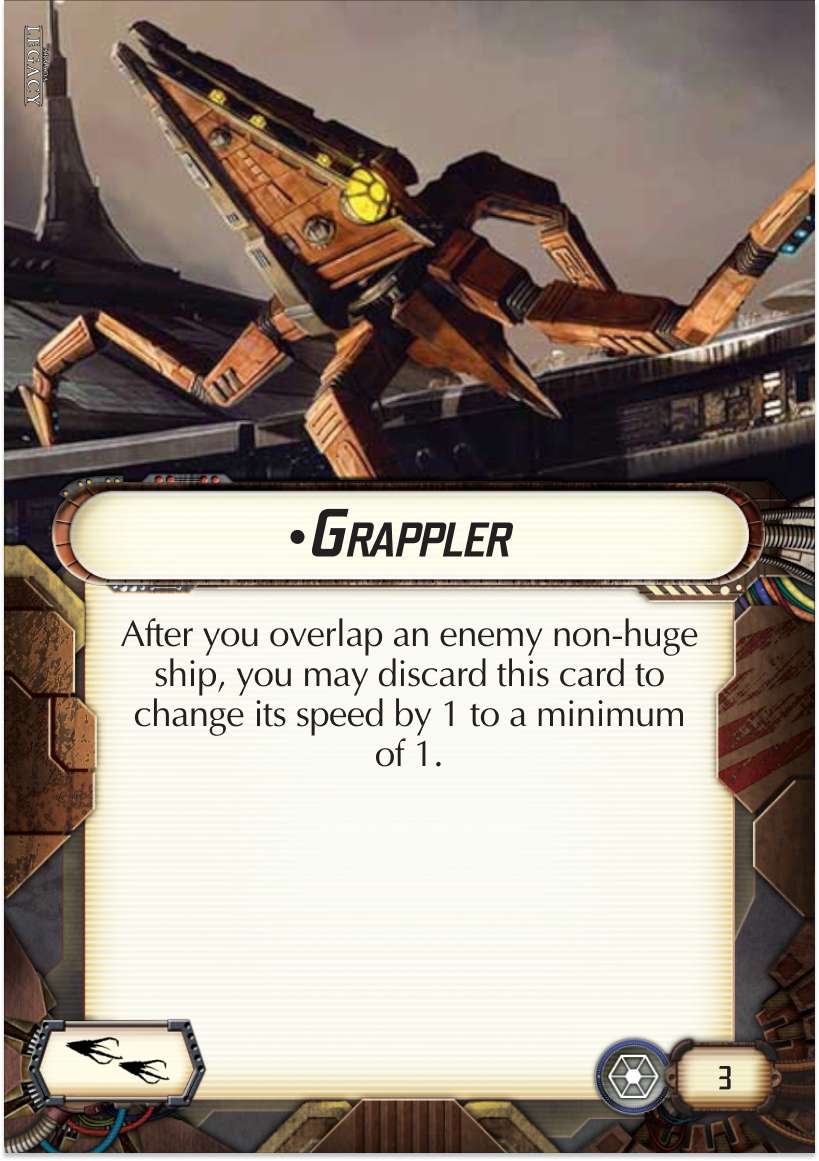 LEGACY
• GRAPPLER
After you overlap an enemy non-huge
ship, you may discard this card to
change its speed by 1 to a minimum
of 1.
3